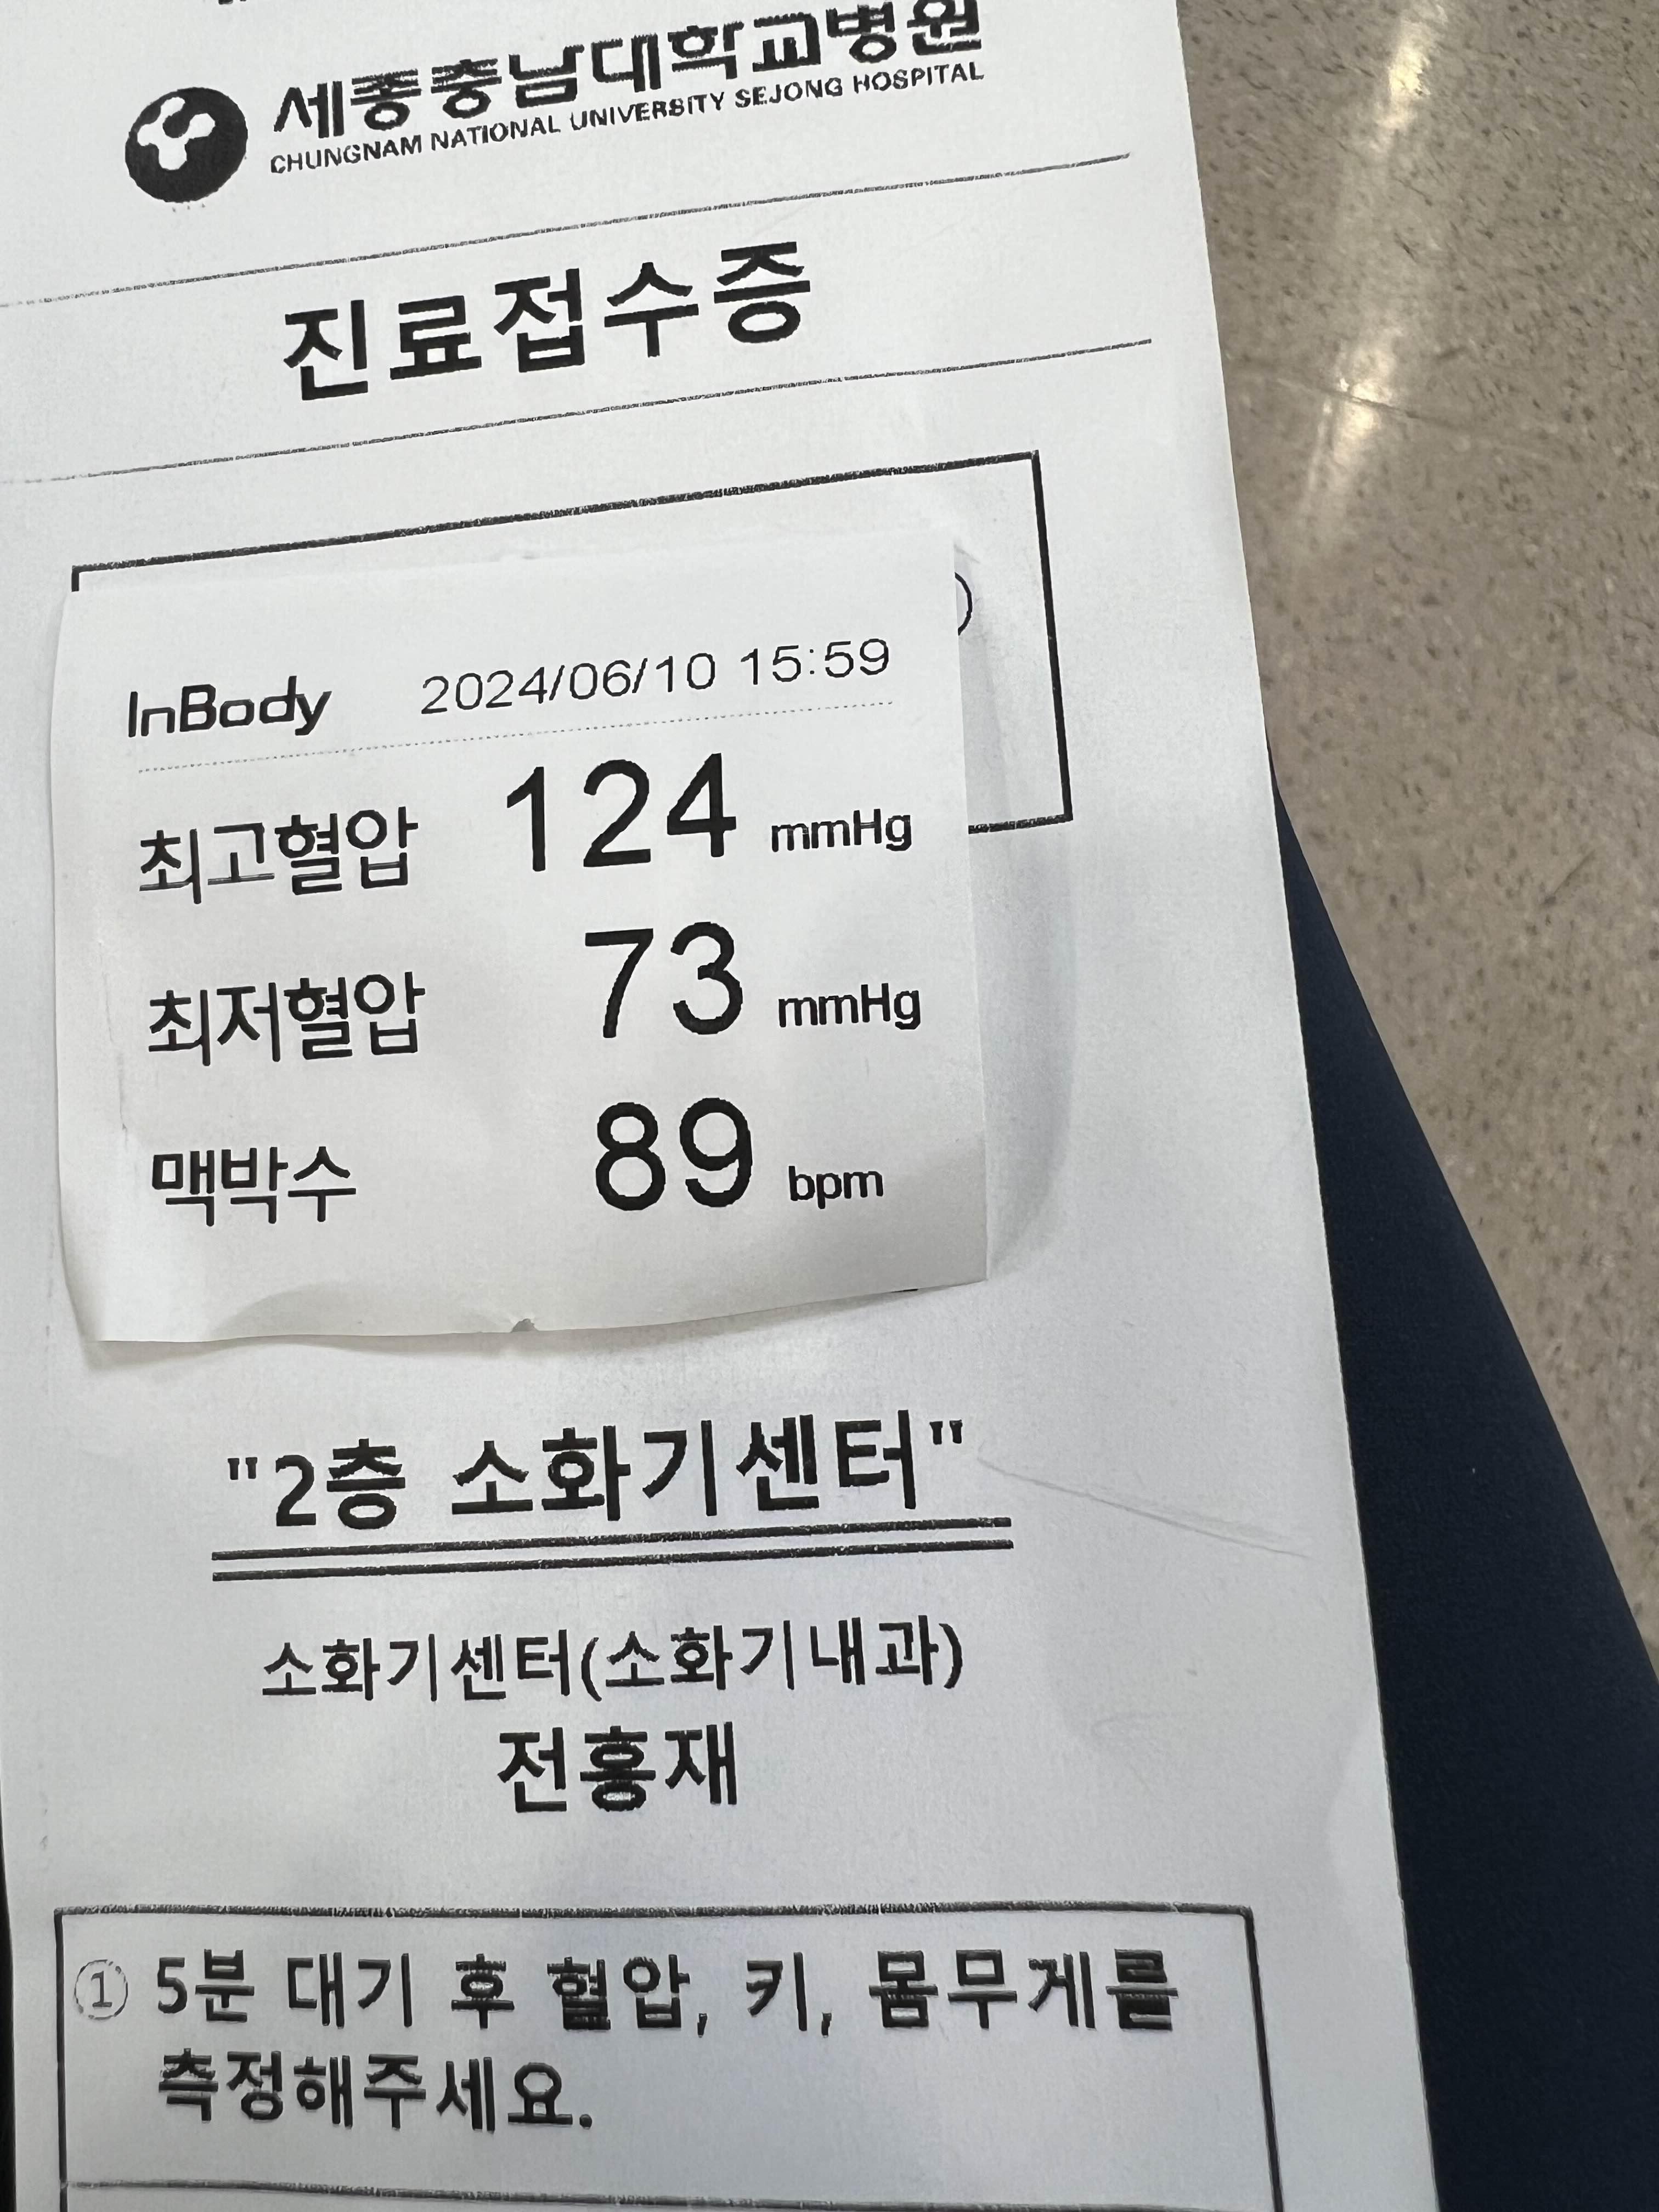 세종충남대학교병원
CHUNGNAM NATIONAL UNIVERSITY SEJONG HOSPITAL
진료접수증
InBody 2024/06/10 15:59
최고혈압 124 mmHg
최저혈압 73 mmHg
맥박수 89 bpm
"2층 소화기센터"
소화기센터(소화기내과)
전홍재
① 5분 대기 후 혈압, 키, 몸무게를
측정해주세요.